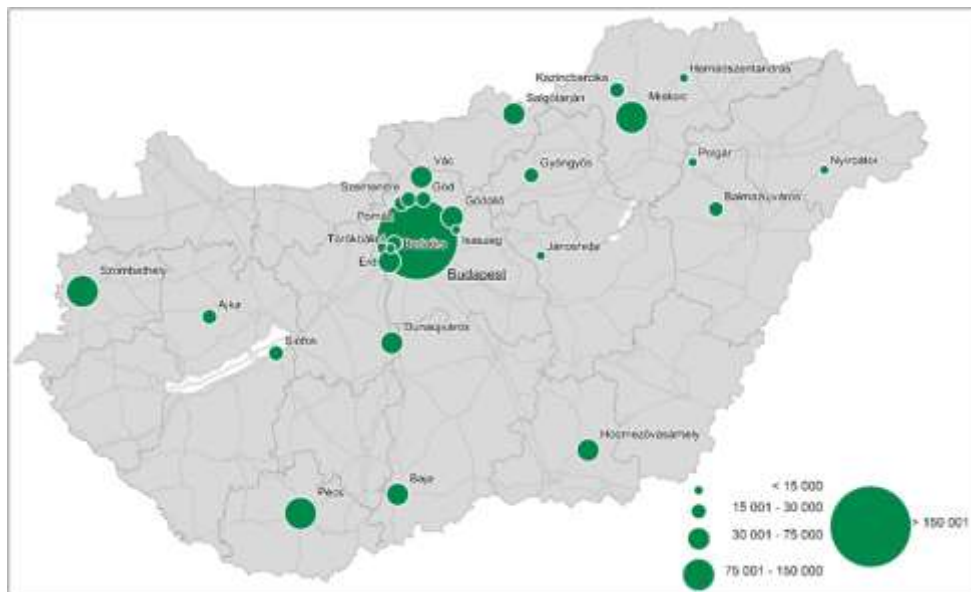 Hernádszentandrás
Kazincbarcika
Miskolc
Salgótarján
Vác
Gyöngyös
Polgár
Nyírbátor
Szentendre
Göd
Gödöllő
Balmazújváros
Pomáz
Törökbálint
Budaörs
Isaszeg
Jászberény
Érd
Budapest
Szombathely
Ajka
Siófok
Dunaújváros
Hódmezővásárhely
Pécs
Baja
< 15 000
15 001 - 30 000
30 001 - 75 000
75 001 - 150 000
> 150 001